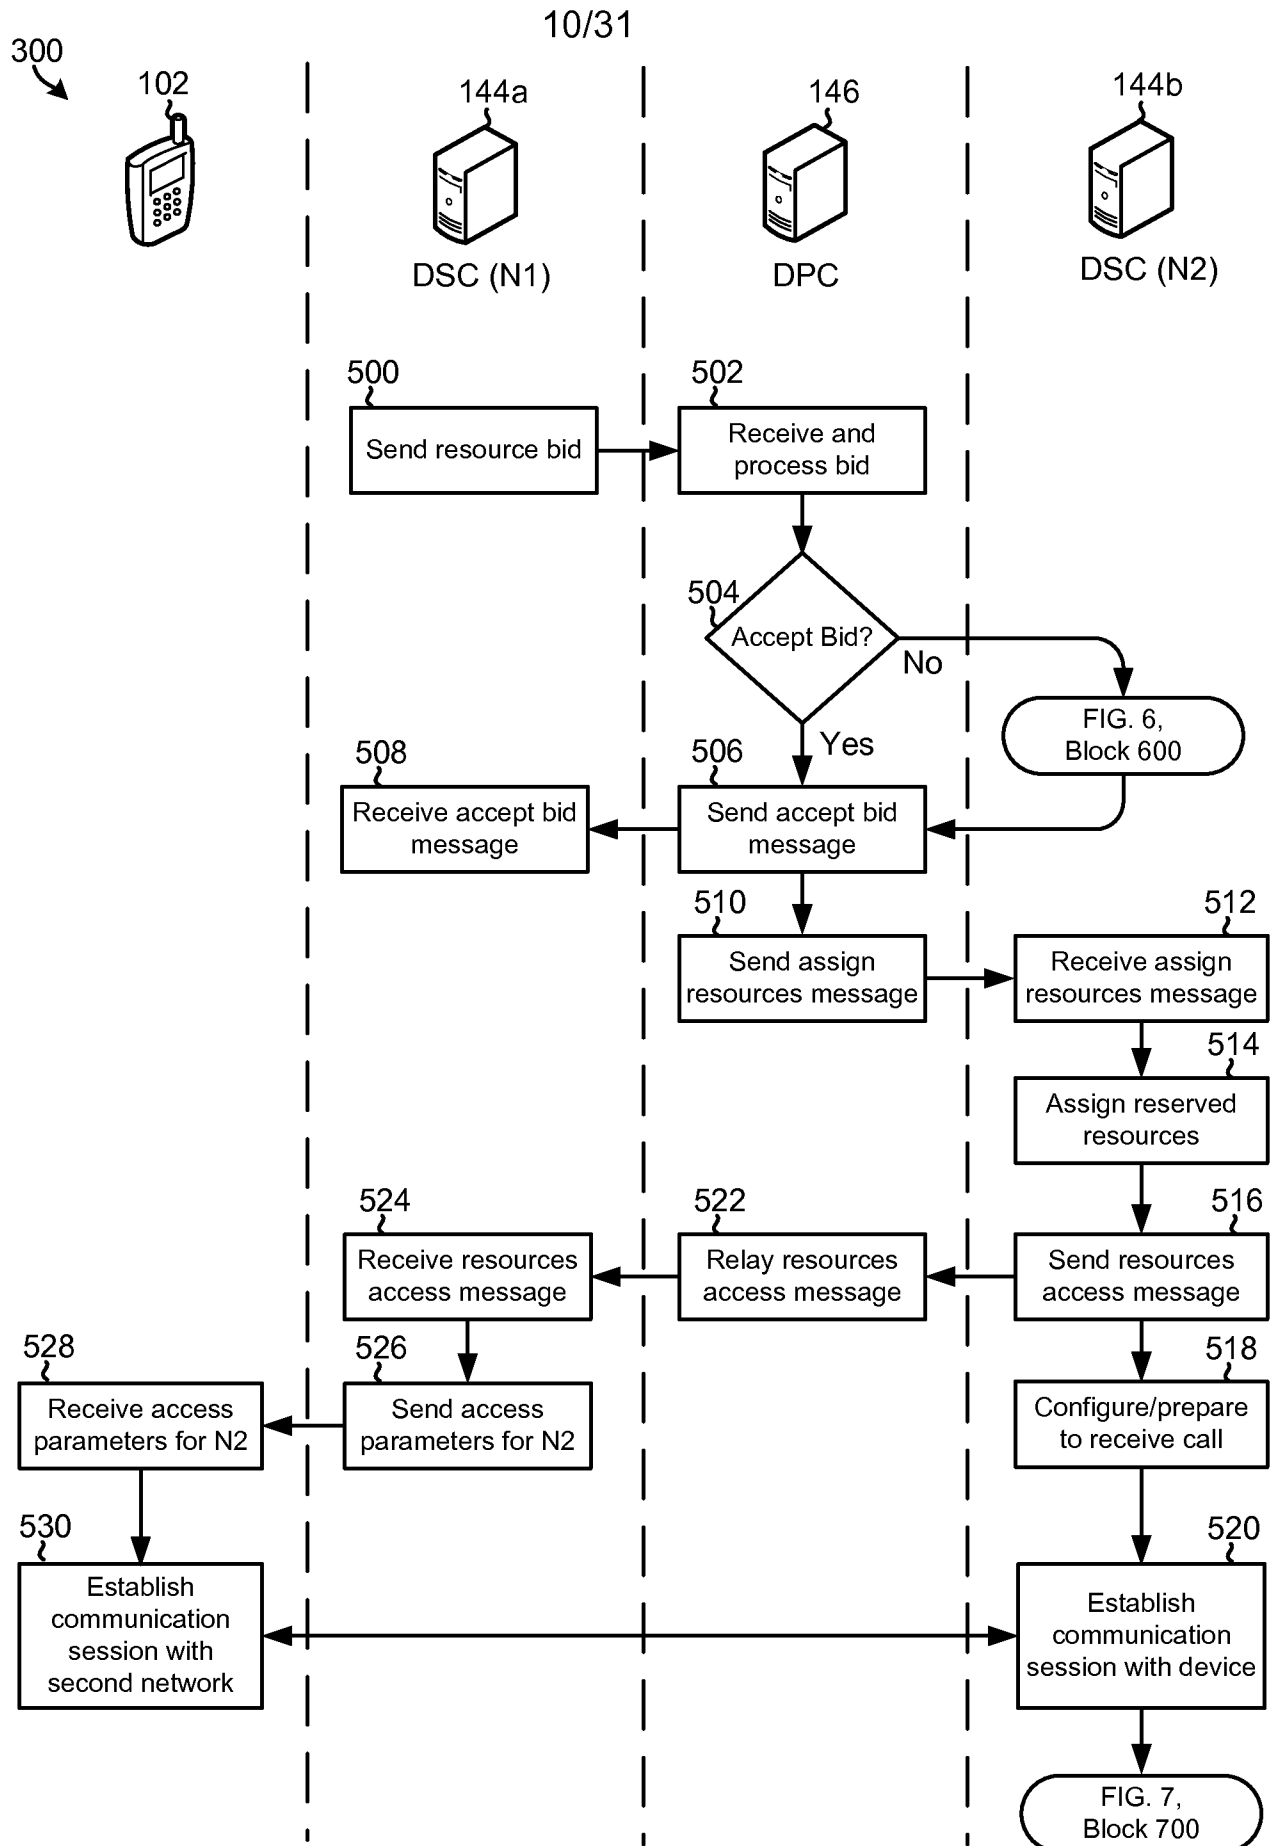 10/31
300
102
144a
146
144b
DSC (N1)
DPC
DSC (N2)
500
Send resource bid
502
Receive and
process bid
504
Accept Bid?
No
Yes
FIG. 6,
Block 600
508
Receive accept bid
message
506
Send accept bid
message
510
Send assign
resources message
512
Receive assign
resources message
514
Assign reserved
resources
524
Receive resources
access message
522
Relay resources
access message
516
Send resources
access message
528
Receive access
parameters for N2
526
Send access
parameters for N2
518
Configure/prepare
to receive call
530
Establish
communication
session with
second network
520
Establish
communication
session with device
FIG. 7,
Block 700